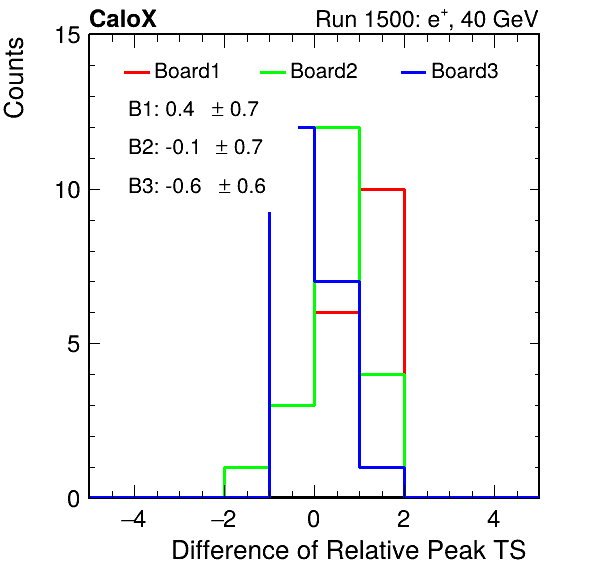 CaloX Run 1500: e⁺, 40 GeV
Counts
15
Board1 Board2 Board3
B1: 0.4 ± 0.7
B2: -0.1 ± 0.7
B3: -0.6 ± 0.6
10
5
0
−4 −2 0 2 4
Difference of Relative Peak TS